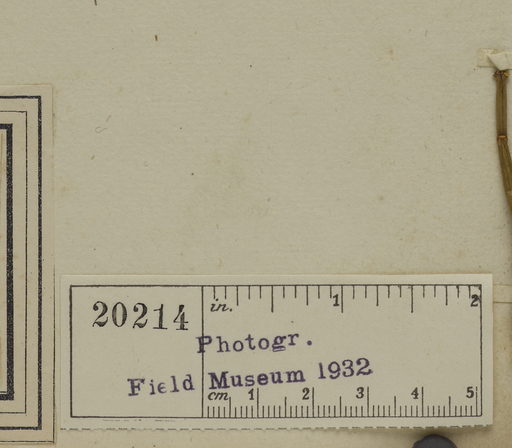 20214
in. 1 2
Photogr.
Field Museum 1932
cm 1 2 3 4 5